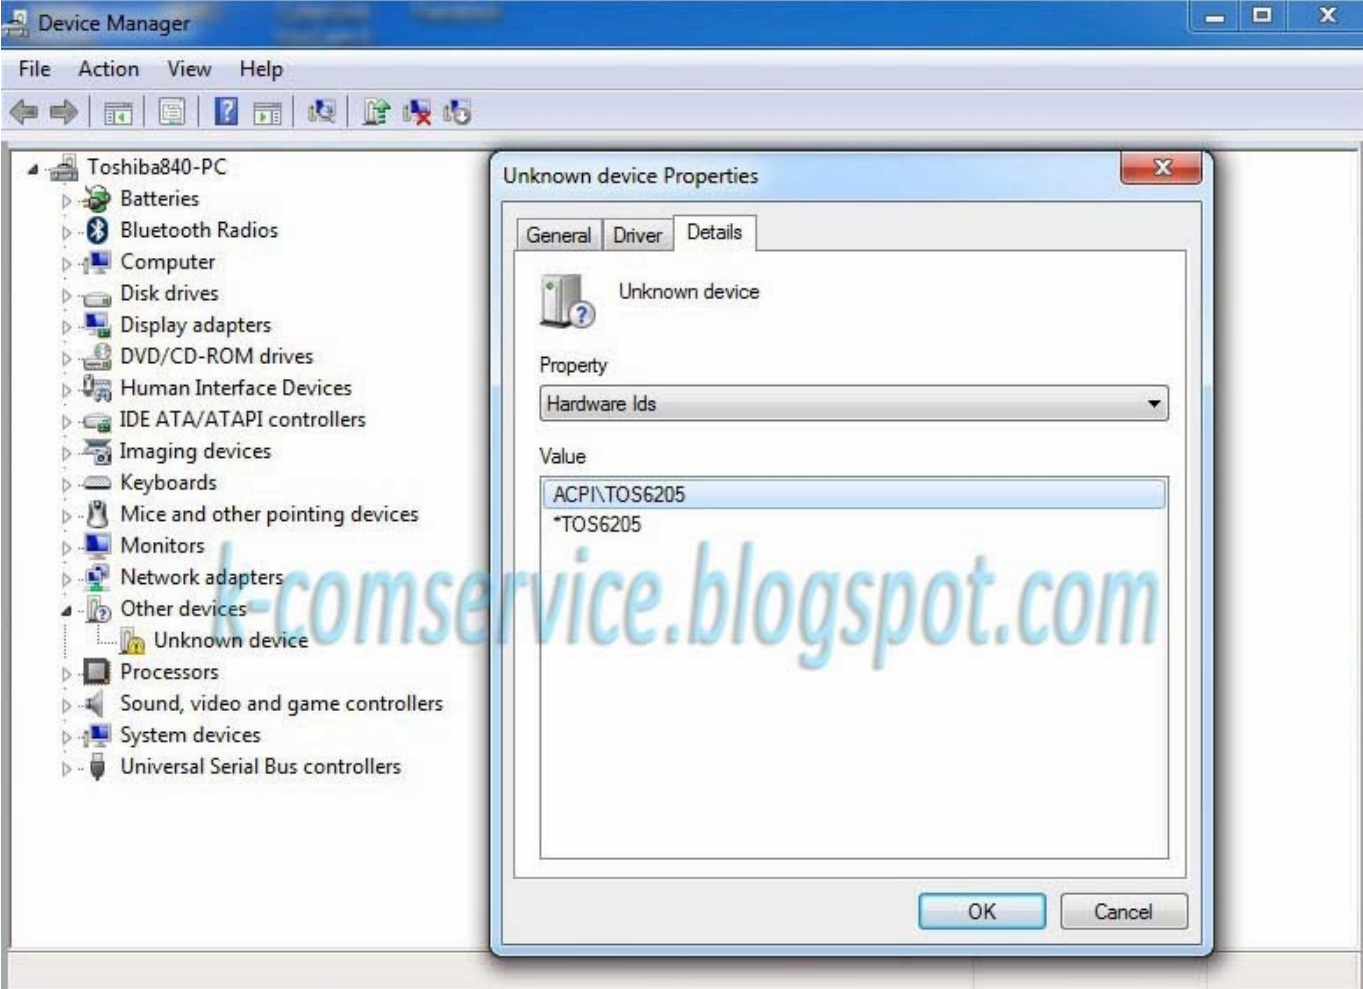 Device Manager
File Action View Help
Toshiba840-PC
Batteries
Bluetooth Radios
Computer
Disk drives
Display adapters
DVD/CD-ROM drives
Human Interface Devices
IDE ATA/ATAPI controllers
Imaging devices
Keyboards
Mice and other pointing devices
Monitors
Network adapters
Other devices
Unknown device
Processors
Sound, video and game controllers
System devices
Universal Serial Bus controllers
Unknown device Properties
General Driver Details
Unknown device
Property
Hardware Ids
Value
ACPI\TOS6205
*TOS6205
OK Cancel
k-comservice.blogspot.com